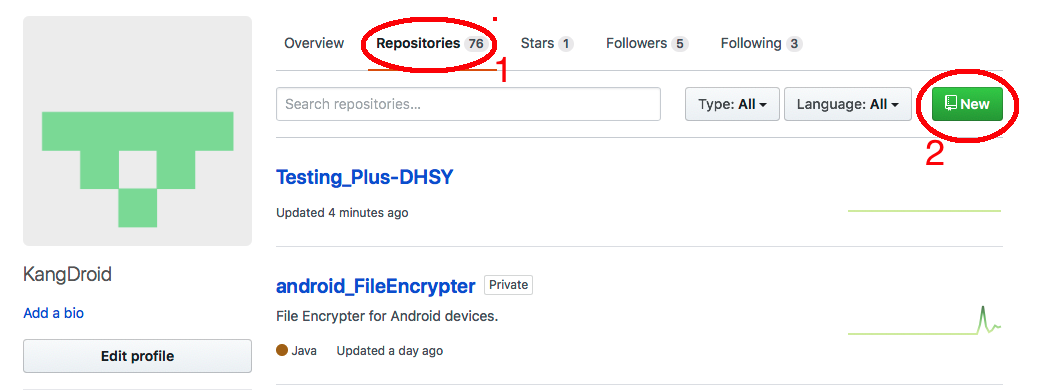 Overview Repositories 76 Stars 1 Followers 5 Following 3
1
Search repositories... Type: All Language: All New
2
Testing_Plus-DHSY
Updated 4 minutes ago
KangDroid
android_FileEncrypter Private
Add a bio
File Encrypter for Android devices.
Edit profile
Java Updated a day ago